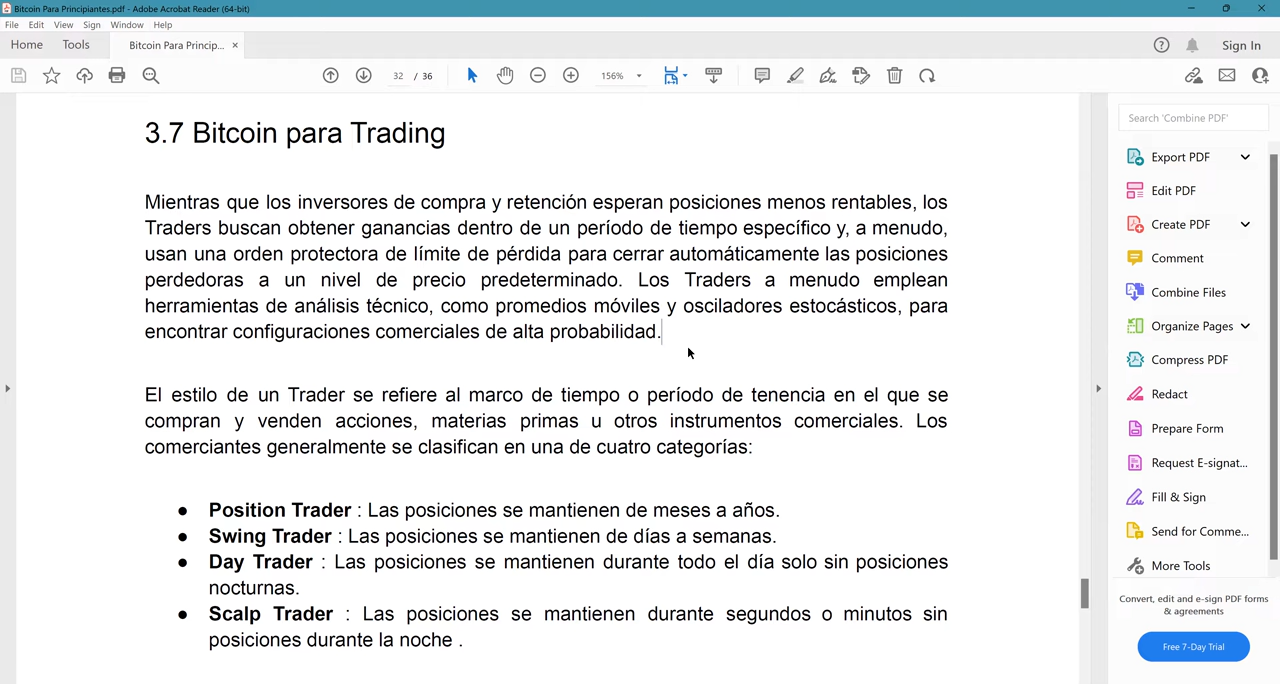 Bitcoin Para Principiantes.pdf - Adobe Acrobat Reader (64-bit)
File Edit View Sign Window Help
Home Tools Bitcoin Para Princip... × Sign In
32 / 36 156%
3.7 Bitcoin para Trading
Mientras que los inversores de compra y retención esperan posiciones menos rentables, los
Traders buscan obtener ganancias dentro de un período de tiempo específico y, a menudo,
usan una orden protectora de límite de pérdida para cerrar automáticamente las posiciones
perdedoras a un nivel de precio predeterminado. Los Traders a menudo emplean
herramientas de análisis técnico, como promedios móviles y osciladores estocásticos, para
encontrar configuraciones comerciales de alta probabilidad.
El estilo de un Trader se refiere al marco de tiempo o período de tenencia en el que se
compran y venden acciones, materias primas u otros instrumentos comerciales. Los
comerciantes generalmente se clasifican en una de cuatro categorías:
● Position Trader : Las posiciones se mantienen de meses a años.
● Swing Trader : Las posiciones se mantienen de días a semanas.
● Day Trader : Las posiciones se mantienen durante todo el día solo sin posiciones
nocturnas.
● Scalp Trader : Las posiciones se mantienen durante segundos o minutos sin
posiciones durante la noche .
Search 'Combine PDF'
Export PDF
Edit PDF
Create PDF
Comment
Combine Files
Organize Pages
Compress PDF
Redact
Prepare Form
Request E-signat...
Fill & Sign
Send for Comme...
More Tools
Convert, edit and e-sign PDF forms
& agreements
Free 7-Day Trial